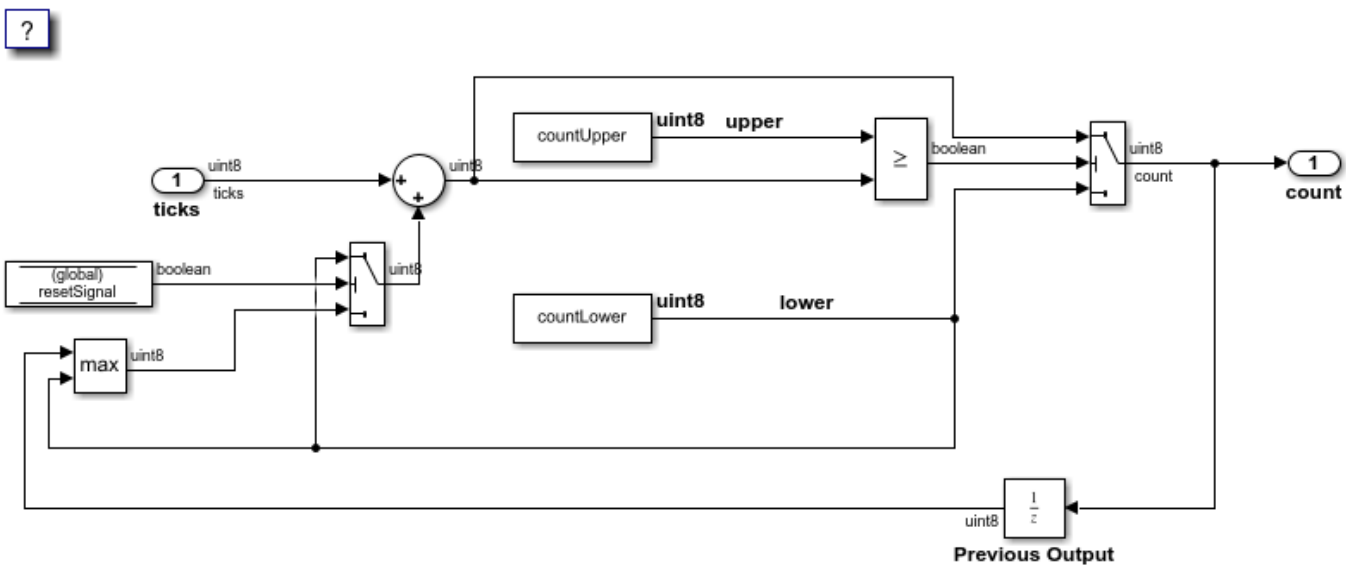 ?
uint8 upper
countUpper
≥
boolean
uint8
count
1
count
uint8
1
ticks
ticks
+
+
uint8
(global)
resetSignal
boolean
uint8
max
uint8
countLower
uint8 lower
1
z
uint8
Previous Output